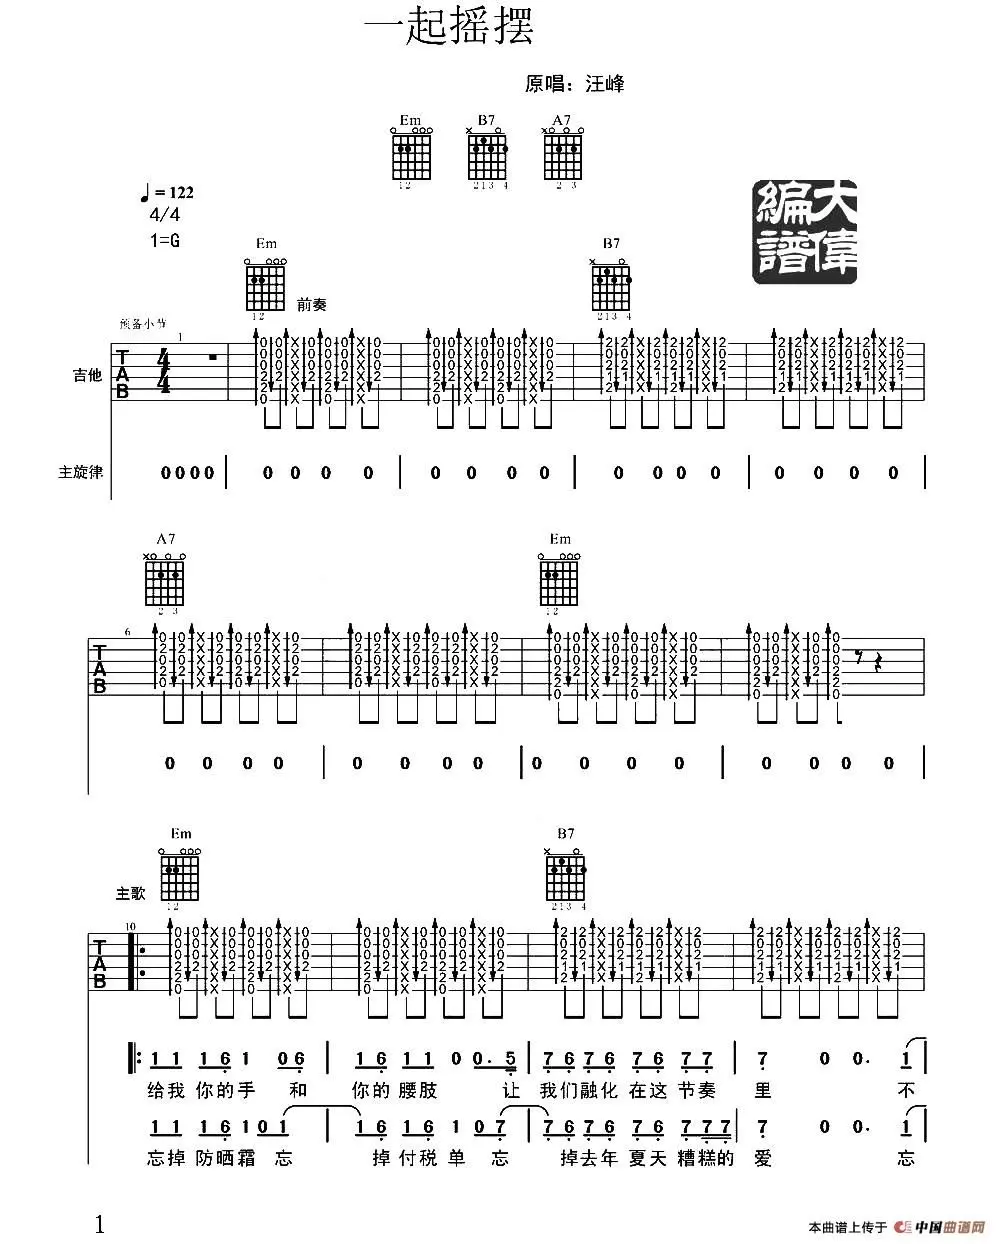 一起摇摆
原唱：汪峰
Em B7 A7
12 213 4 2 3
♩= 122
4/4
1=G
大偉
編譜
Em B7
12 213 4
前奏
预备小节
1
吉他 TAB 4/4
主旋律 0000 | 0 0 0 0 | 0 0 0 0 | 0 0 0 0 | 0 0 0 0 |
A7 Em
2 3 12
6
TAB
0 0 0 0 | 0 0 0 0 | 0 0 0 0 | 0 0 0 0 |
Em B7
12 213 4
主歌
10
TAB
1 1 1 6 1 0 6 | 1 6 1 1 0 0. 5 | 7 6 7 6 7 6 7 7 | 7 0 0. 1
给我 你的手 和 你的腰肢 让 我们融化 在这 节奏 里 不
1 1 1 6 1 0 1 | 1 6 1 6 1 0 7 | 7 6 7 6 7 6 7 7 7 | 7 0 0. 1
忘掉 防晒霜 忘 掉付税单 忘 掉去年 夏天 糟糕的 爱 忘
1
本曲谱上传于 中国曲谱网